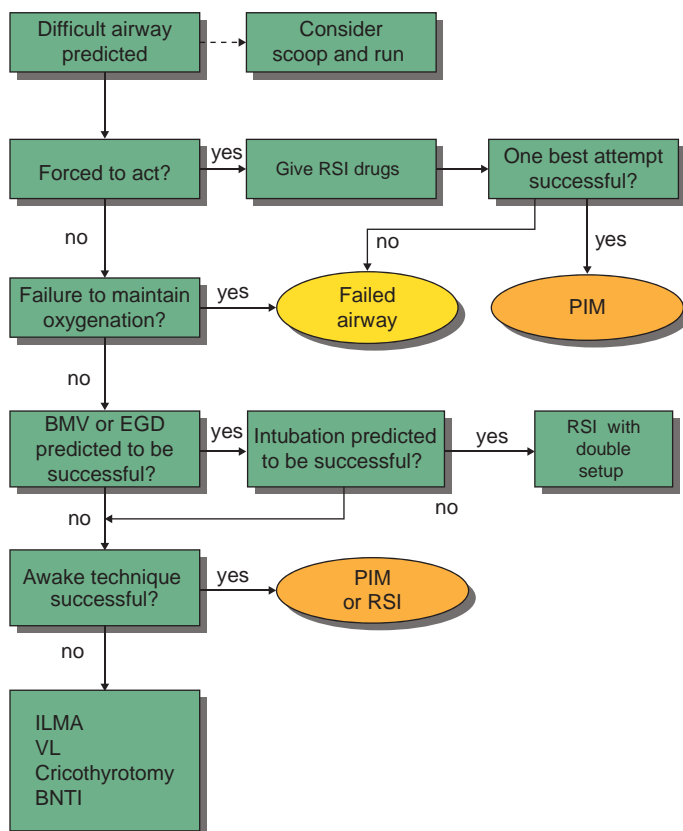 Difficult airway
predicted
Consider
scoop and run
Forced to act?
yes
Give RSI drugs
One best attempt
successful?
no
no
yes
Failure to maintain
oxygenation?
yes
Failed
airway
PIM
no
BMV or EGD
predicted to be
successful?
yes
Intubation predicted
to be successful?
yes
RSI with
double
setup
no
no
Awake technique
successful?
yes
PIM
or RSI
no
ILMA
VL
Cricothyrotomy
BNTI